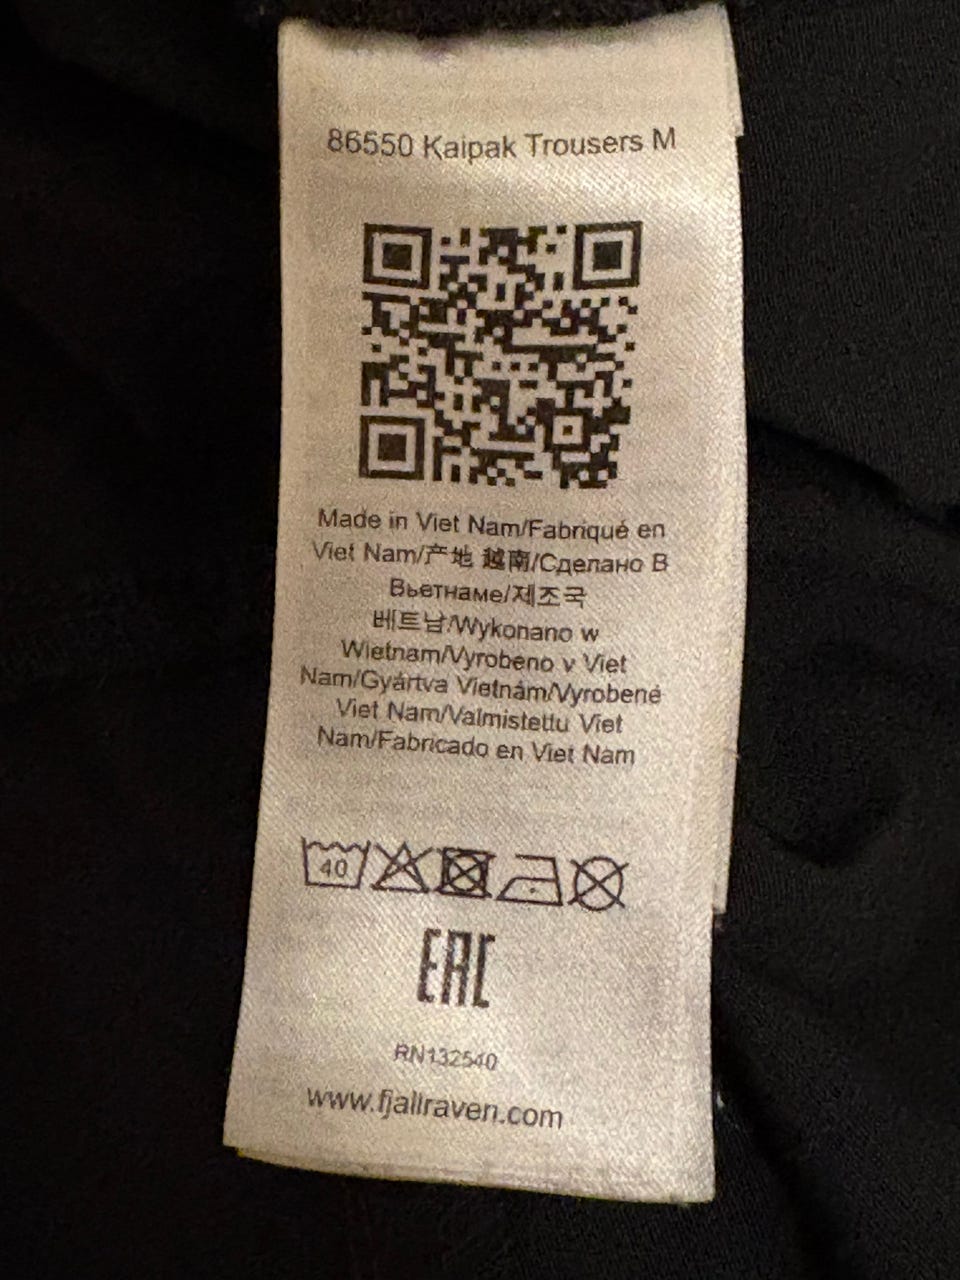 86550 Kaipak Trousers M
Made in Viet Nam/Fabriqué en
Viet Nam/产地 越南/Сделано В
Вьетнаме/제조국
베트남/Wykonano w
Wietnam/Vyrobeno v Viet
Nam/Gyártva Vietnám/Vyrobené
Viet Nam/Valmistettu Viet
Nam/Fabricado en Viet Nam
40
EAC
RN132540
www.fjallraven.com